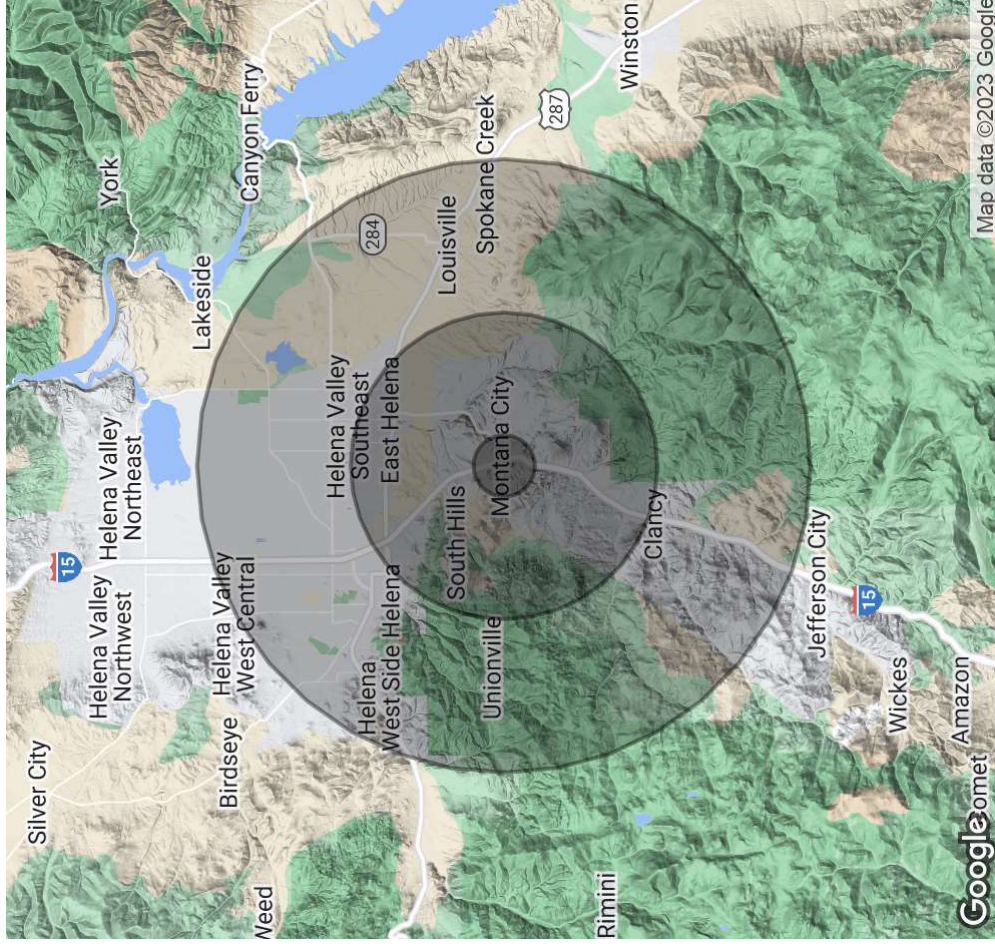 Silver City
15
Helena Valley
Northwest
Helena Valley
Northeast
York
Lakeside
Birdseye
Helena Valley
West Central
Canyon Ferry
Weed
Helena Valley
Southeast
Helena
West Side Helena
East Helena
284
Louisville
South Hills
Spokane Creek
Unionville
Montana City
287
Rimini
Winston
Clancy
Jefferson City
15
Wickes
Amazon
Google
Map data ©2023 Google